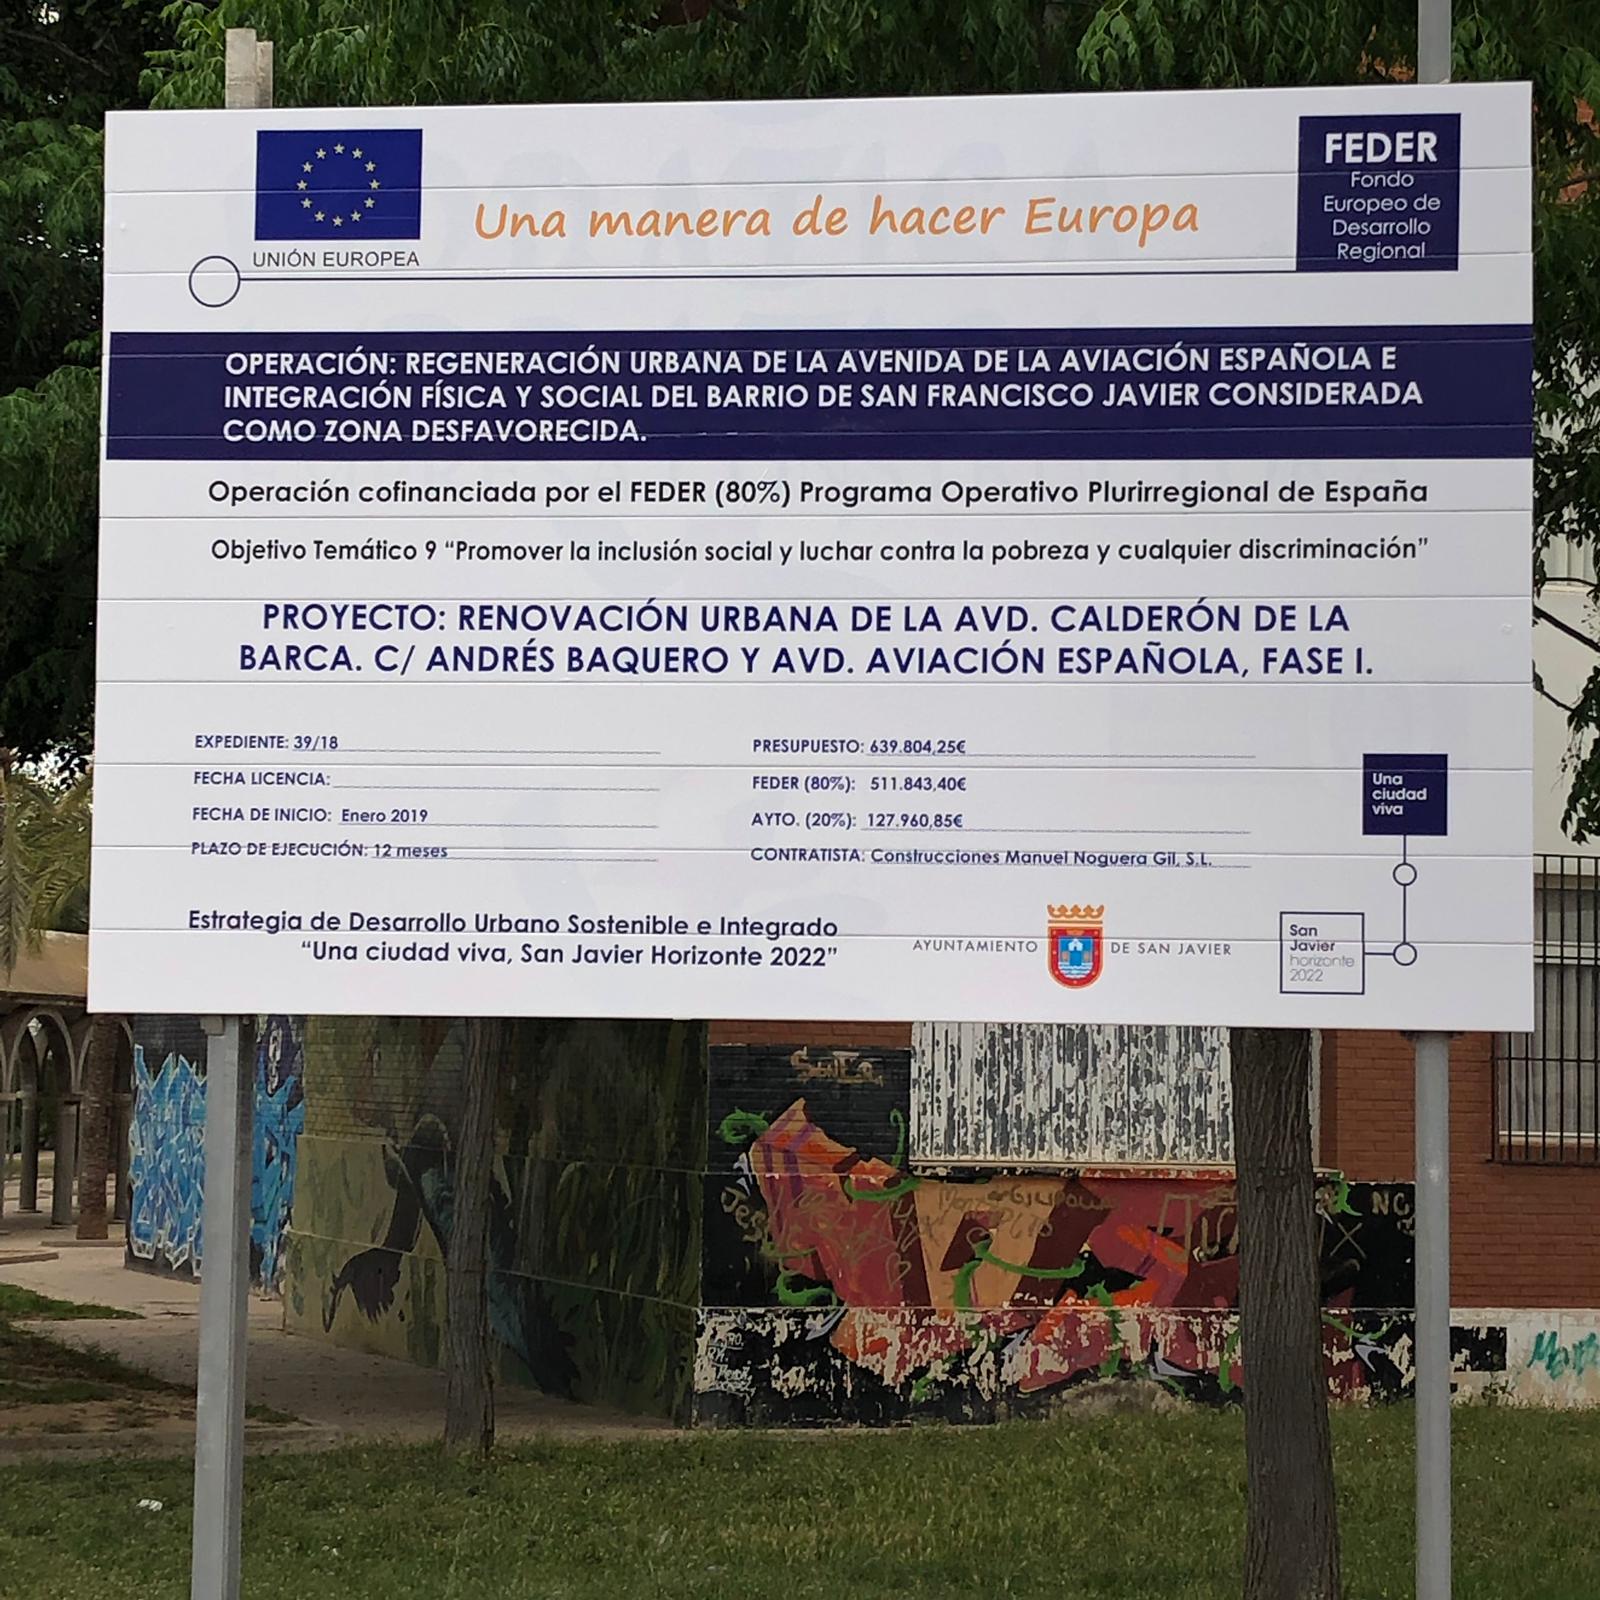 UNIÓN EUROPEA
Una manera de hacer Europa
FEDER
Fondo
Europeo de
Desarrollo
Regional
OPERACIÓN: REGENERACIÓN URBANA DE LA AVENIDA DE LA AVIACIÓN ESPAÑOLA E
INTEGRACIÓN FÍSICA Y SOCIAL DEL BARRIO DE SAN FRANCISCO JAVIER CONSIDERADA
COMO ZONA DESFAVORECIDA.
Operación cofinanciada por el FEDER (80%) Programa Operativo Plurirregional de España
Objetivo Temático 9 “Promover la inclusión social y luchar contra la pobreza y cualquier discriminación”
PROYECTO: RENOVACIÓN URBANA DE LA AVD. CALDERÓN DE LA
BARCA. C/ ANDRÉS BAQUERO Y AVD. AVIACIÓN ESPAÑOLA, FASE I.
EXPEDIENTE: 39/18
FECHA LICENCIA:
FECHA DE INICIO: Enero 2019
PLAZO DE EJECUCIÓN: 12 meses
PRESUPUESTO: 639.804,25€
FEDER (80%): 511.843,40€
AYTO. (20%): 127.960,85€
CONTRATISTA: Construcciones Manuel Noguera Gil, S.L.
Una
ciudad
viva
Estrategia de Desarrollo Urbano Sostenible e Integrado
“Una ciudad viva, San Javier Horizonte 2022”
AYUNTAMIENTO DE SAN JAVIER
San
Javier
horizonte
2022